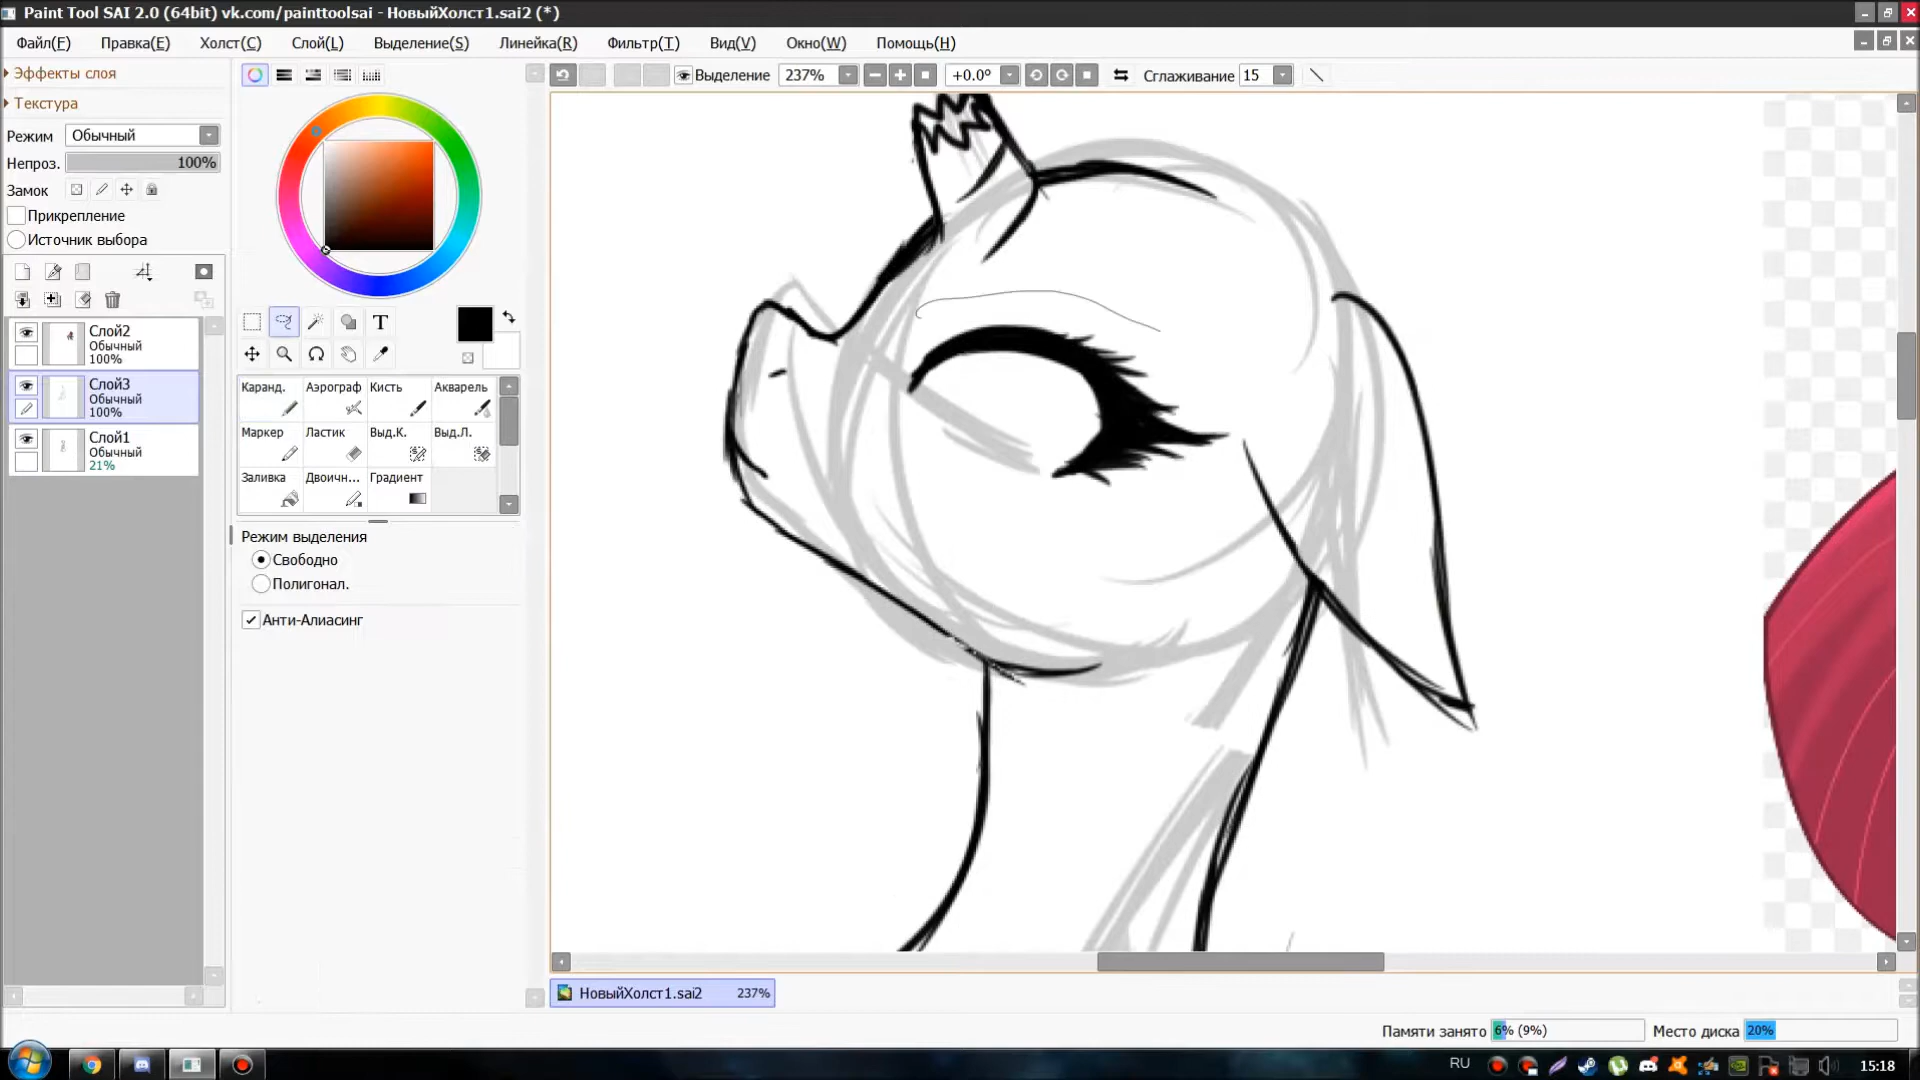 Paint Tool SAI 2.0 (64bit) vk.com/painttoolsai - НовыйХолст1.sai2 (*)
Файл(F) Правка(E) Холст(C) Слой(L) Выделение(S) Линейка(R) Фильтр(T) Вид(V) Окно(W) Помощь(H)
Эффекты слоя
Текстура
Режим Обычный
Непроз. 100%
Замок
Прикрепление
Источник выбора
Слой2
Обычный
100%
Слой3
Обычный
100%
Слой1
Обычный
21%
T
Каранд. Аэрограф Кисть Акварель
Маркер Ластик Выд.К. Выд.Л.
Заливка Двоичн... Градиент
Режим выделения
Свободно
Полигонал.
Анти-Алиасинг
Выделение 237% +0.0° Сглаживание 15
НовыйХолст1.sai2 237%
Памяти занято 6% (9%) Место диска 20%
RU 15:18